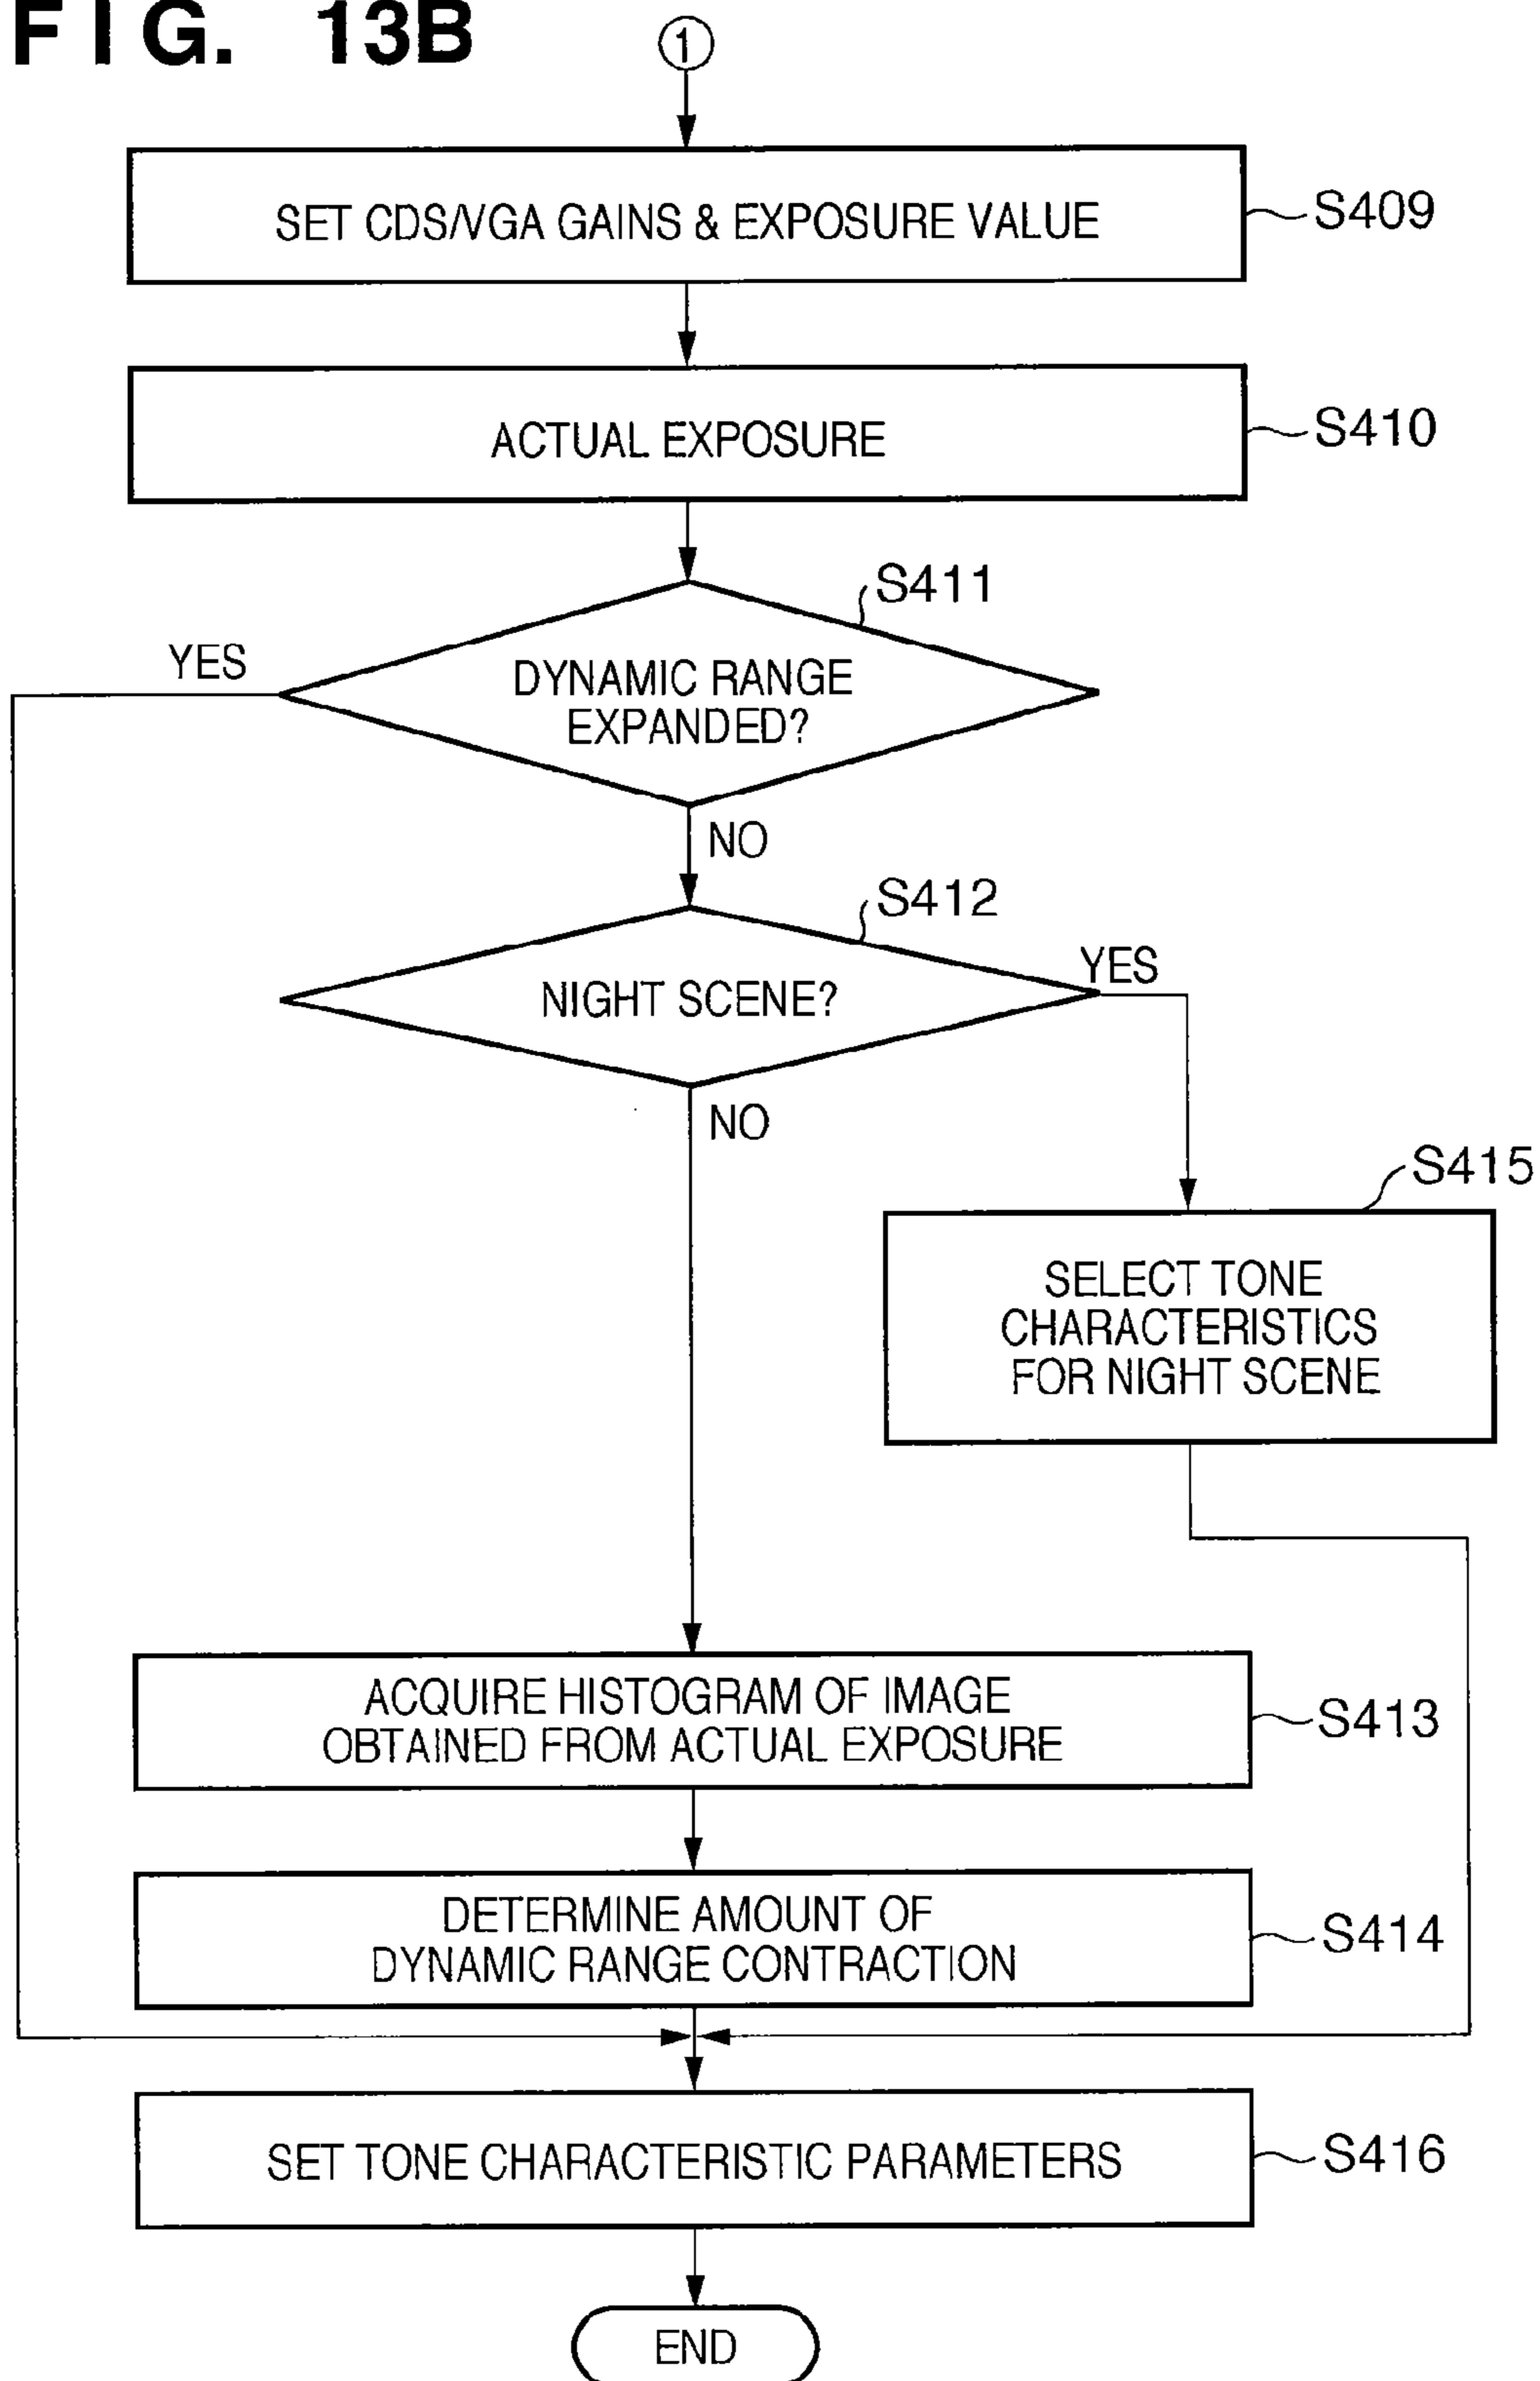 FIG. 13B
1
SET CDS/VGA GAINS & EXPOSURE VALUE
S409
ACTUAL EXPOSURE
S410
S411
YES
DYNAMIC RANGE
EXPANDED?
NO
S412
YES
NIGHT SCENE?
NO
S415
SELECT TONE
CHARACTERISTICS
FOR NIGHT SCENE
ACQUIRE HISTOGRAM OF IMAGE
OBTAINED FROM ACTUAL EXPOSURE
S413
DETERMINE AMOUNT OF
DYNAMIC RANGE CONTRACTION
S414
SET TONE CHARACTERISTIC PARAMETERS
S416
END